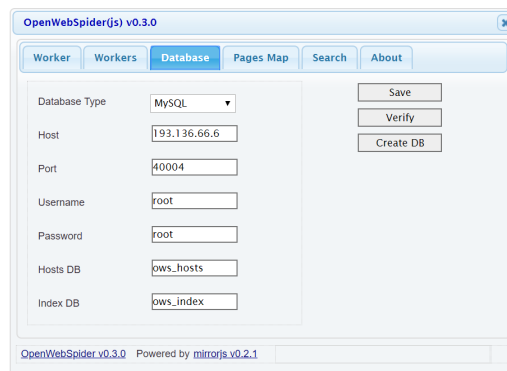 OpenWebSpider(js) v0.3.0
Worker Workers Database Pages Map Search About
Database Type MySQL Save
Verify
Host 193.136.66.6
Create DB
Port 40004
Username root
Password root
Hosts DB ows_hosts
Index DB ows_index
OpenWebSpider v0.3.0 Powered by mirrorjs v0.2.1